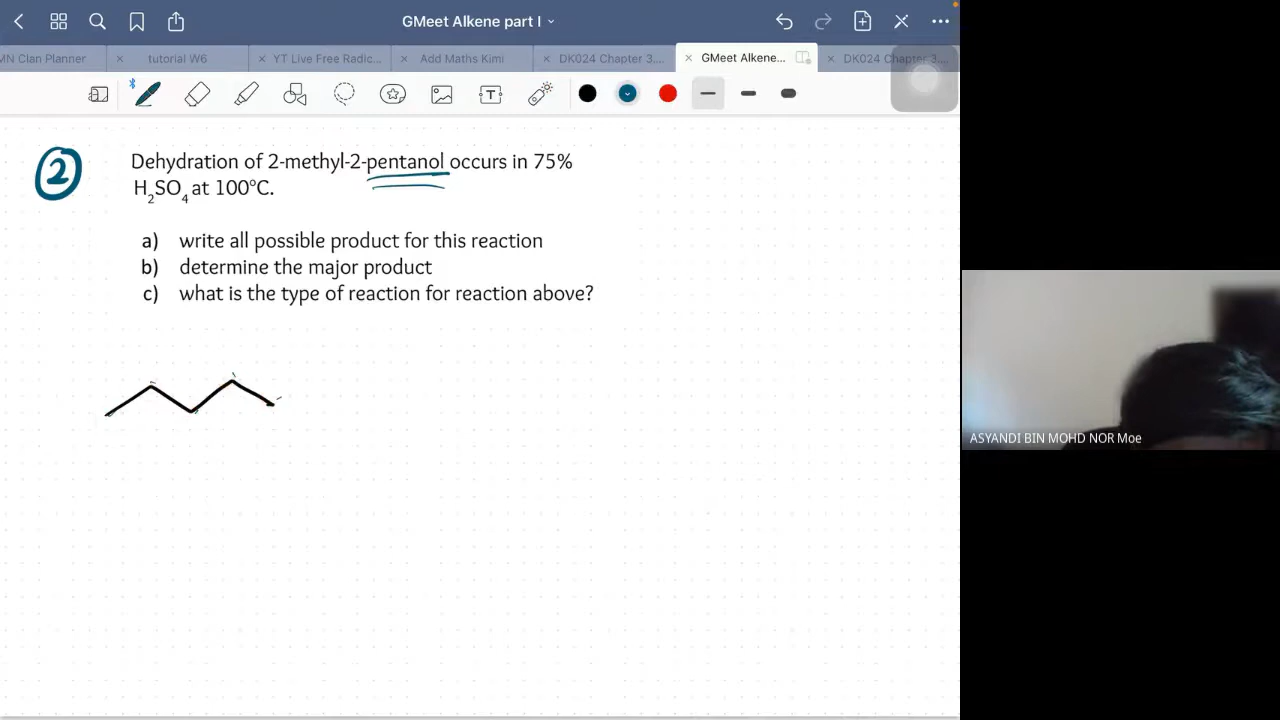 GMeet Alkene part I
MN Clan Planner
tutorial W6
YT Live Free Radic...
Add Maths Kimi
DK024 Chapter 3....
GMeet Alkene...
DK024 Chapter 3....
2 Dehydration of 2-methyl-2-pentanol occurs in 75%
H₂SO₄ at 100°C.
a) write all possible product for this reaction
b) determine the major product
c) what is the type of reaction for reaction above?
ASYANDI BIN MOHD NOR Moe